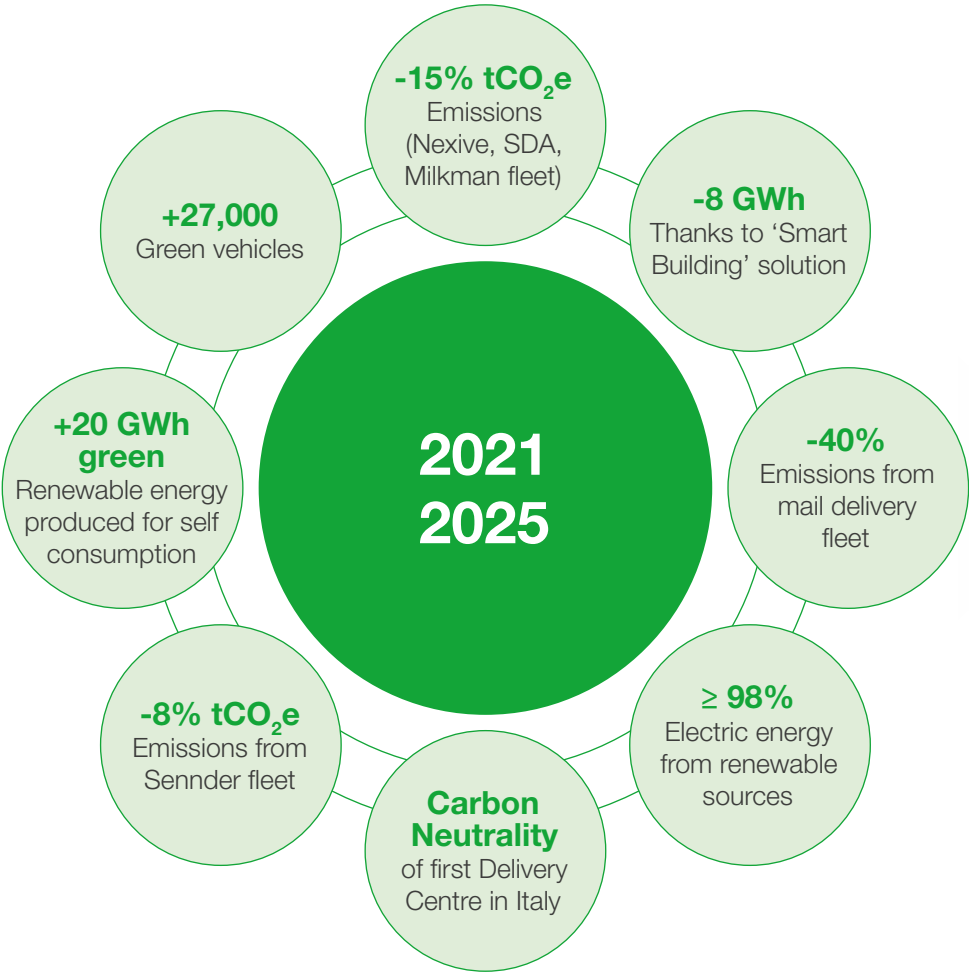 -15% tCO₂e
Emissions
(Nexive, SDA,
Milkman fleet)
-8 GWh
Thanks to ‘Smart
Building’ solution
-40%
Emissions from
mail delivery
fleet
≥ 98%
Electric energy
from renewable
sources
Carbon
Neutrality
of first Delivery
Centre in Italy
-8% tCO₂e
Emissions from
Sennder fleet
+20 GWh
green
Renewable energy
produced for self
consumption
+27,000
Green vehicles
2021
2025